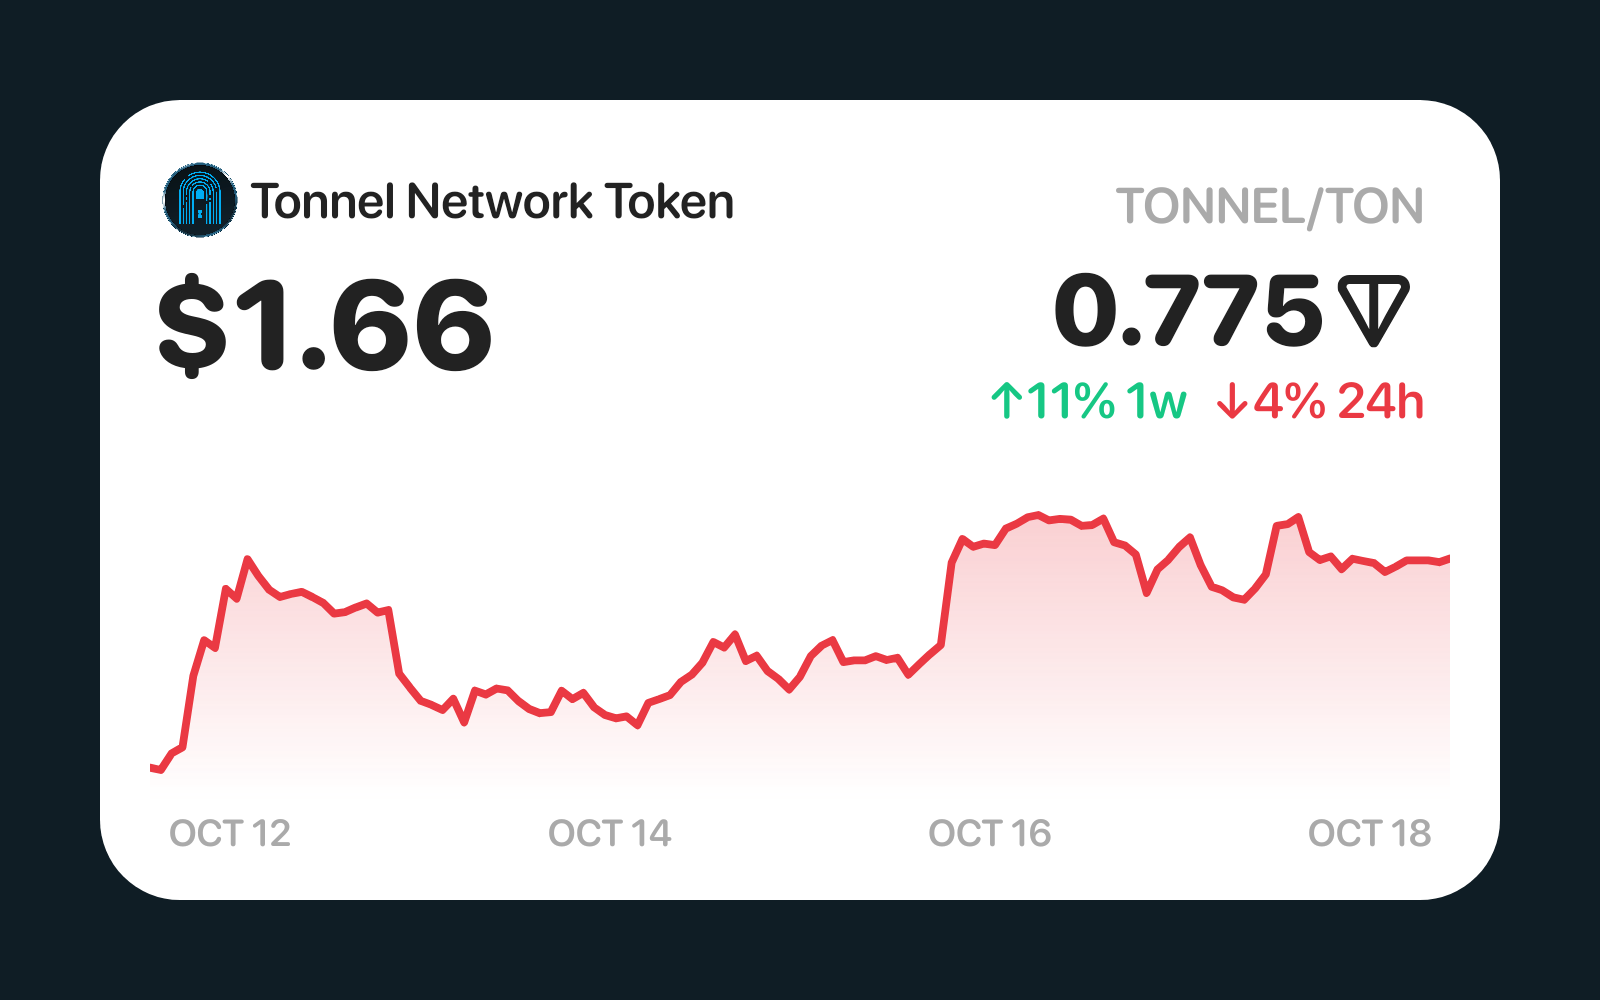 Tonnel Network Token
TONNEL/TON
$1.66
0.775
↑11% 1w ↓4% 24h
OCT 12 OCT 14 OCT 16 OCT 18